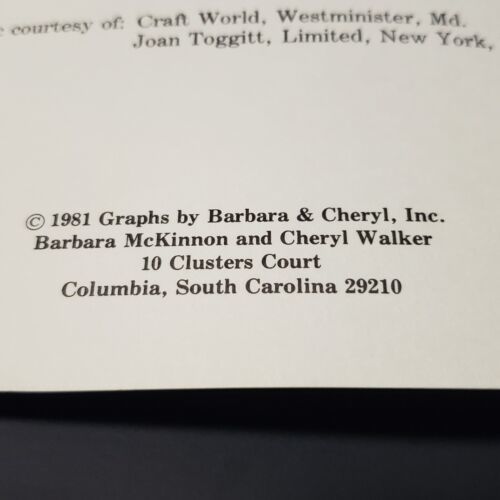 courtesy of: Craft World, Westminister, Md.
Joan Toggitt, Limited, New York,
© 1981 Graphs by Barbara & Cheryl, Inc.
Barbara McKinnon and Cheryl Walker
10 Clusters Court
Columbia, South Carolina 29210